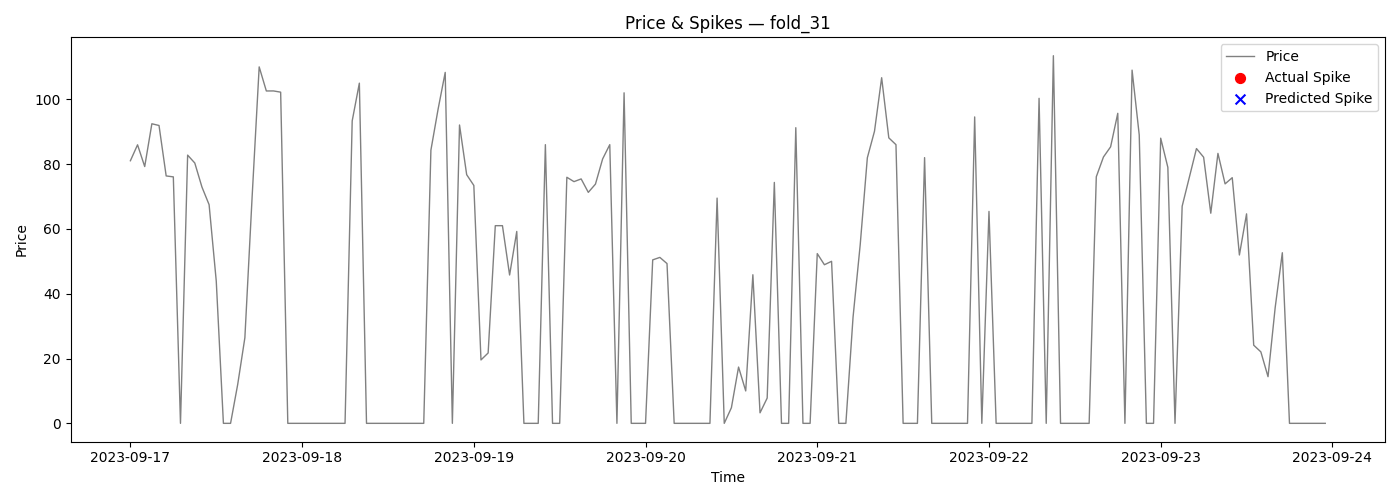 Price & Spikes — fold_31
Price
Actual Spike
Predicted Spike
100
80
60
40
20
0
Price
2023-09-17
2023-09-18
2023-09-19
2023-09-20
2023-09-21
2023-09-22
2023-09-23
2023-09-24
Time